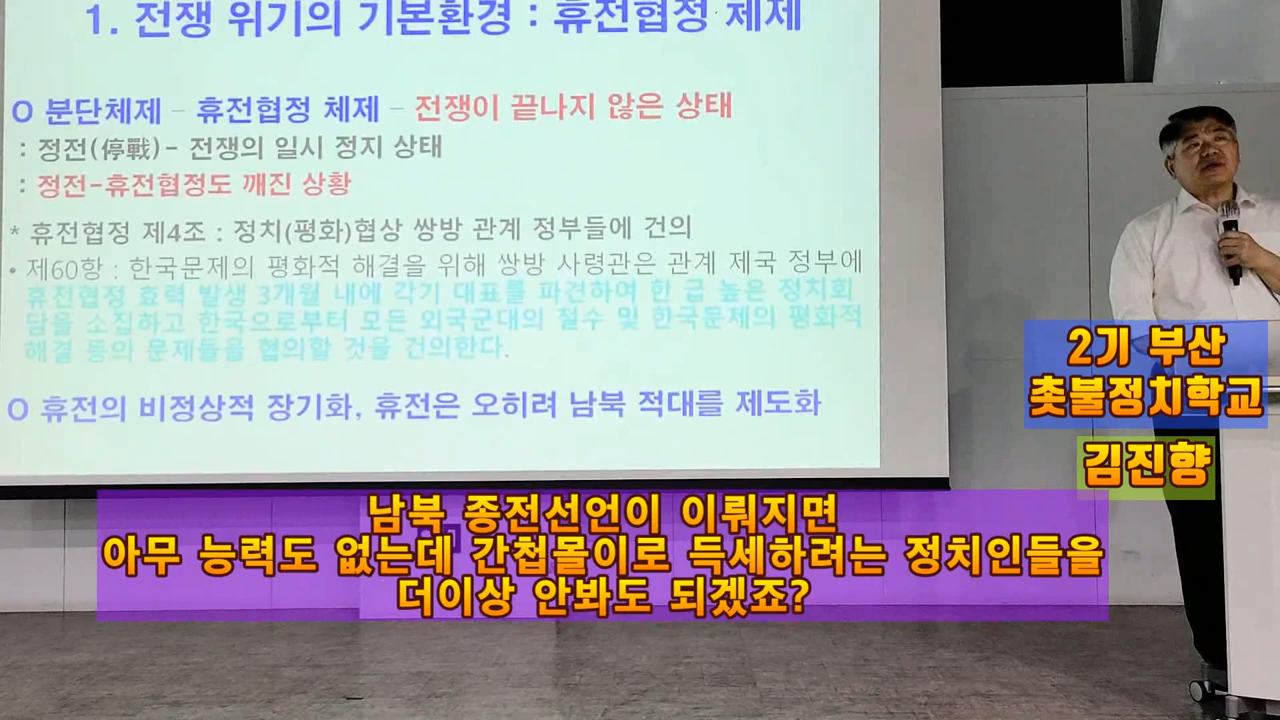 1. 전쟁 위기의 기본환경 : 휴전협정 체제
O 분단체제 - 휴전협정 체제 - 전쟁이 끝나지 않은 상태
: 정전(停戰)- 전쟁의 일시 정지 상태
: 정전-휴전협정도 깨진 상황
* 휴전협정 제4조 : 정치(평화)협상 쌍방 관계 정부들에 건의
• 제60항 : 한국문제의 평화적 해결을 위해 쌍방 사령관은 관계 제국 정부에
휴전협정 효력 발생 3개월 내에 각기 대표를 파견하여 한 급 높은 정치회
담을 소집하고 한국으로부터 모든 외국군대의 철수 및 한국문제의 평화적
해결 등의 문제들을 협의할 것을 건의한다.
O 휴전의 비정상적 장기화, 휴전은 오히려 남북 적대를 제도화
2기 부산
촛불정치학교
김진향
남북 종전선언이 이뤄지면
아무 능력도 없는데 간첩몰이로 득세하려는 정치인들을
더이상 안봐도 되겠죠?